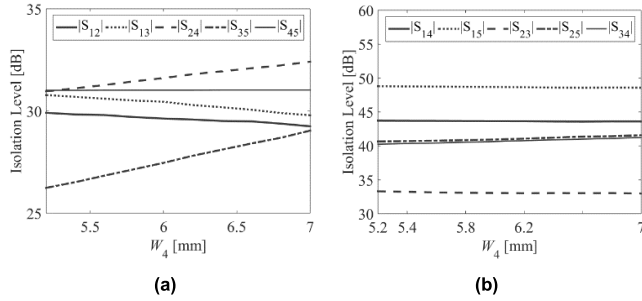 |S12| |S13| |S24| |S35| |S45|
Isolation Level [dB]
35
30
25
5.5 6 6.5 7
W4 [mm]
(a)
|S14| |S15| |S23| |S25| |S34|
Isolation Level [dB]
60
55
50
45
40
35
30
5.2 5.4 5.8 6.2 7
W4 [mm]
(b)